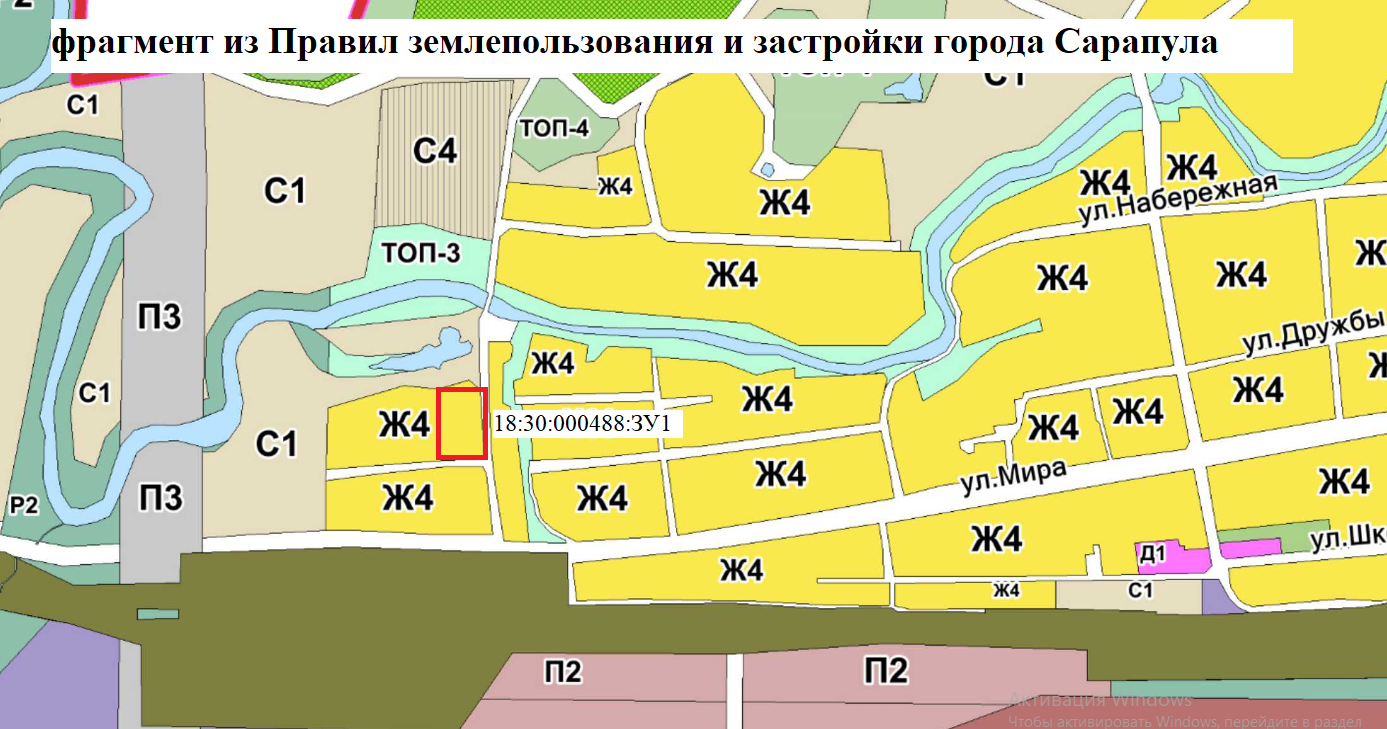 фрагмент из Правил землепользования и застройки города Сарапула
С1
С1
ТОП-4
С4
Ж4
Ж4
Ж4
Ж4
С1
Ж4
ул.Набережная
ТОП-3
Ж4
Ж4
Ж4
П3
ул.Дружбы
Ж4
С1
Ж4
Ж4
Ж4
18:30:000488:ЗУ1
Ж4
Ж4
С1
ул.Мира
Ж4
Ж4
Ж4
Ж4
П3
Р2
Ж4
ул.Шк
Д1
Ж4
Ж4
С1
П2
П2
Активация Windows
Чтобы активировать Windows, перейдите в раздел